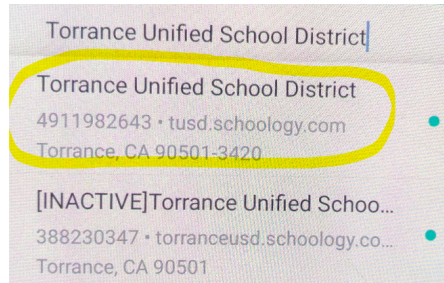 Torrance Unified School District
Torrance Unified School District
4911982643 • tusd.schoology.com
Torrance, CA 90501-3420
[INACTIVE]Torrance Unified Schoo...
388230347 • torranceusd.schoology.co...
Torrance, CA 90501